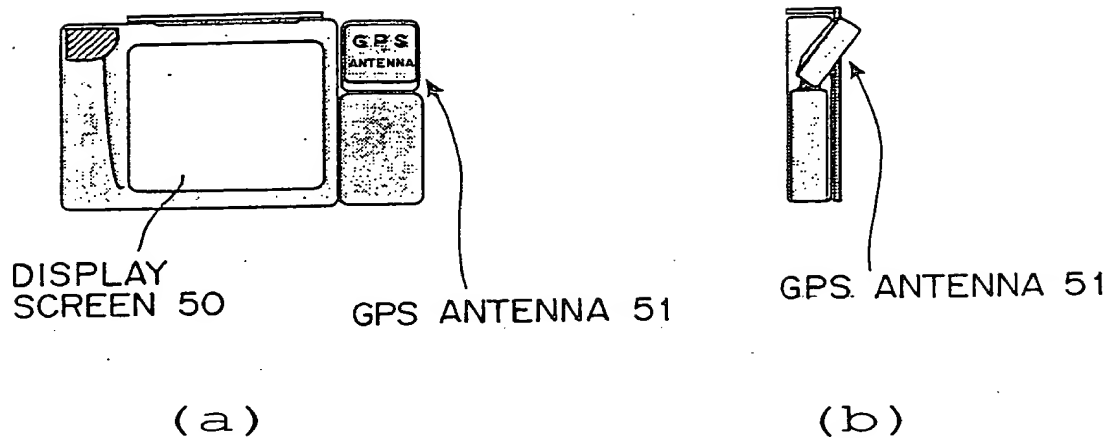 GPS
ANTENNA
DISPLAY
SCREEN 50
GPS ANTENNA 51
GPS ANTENNA 51
(a)
(b)